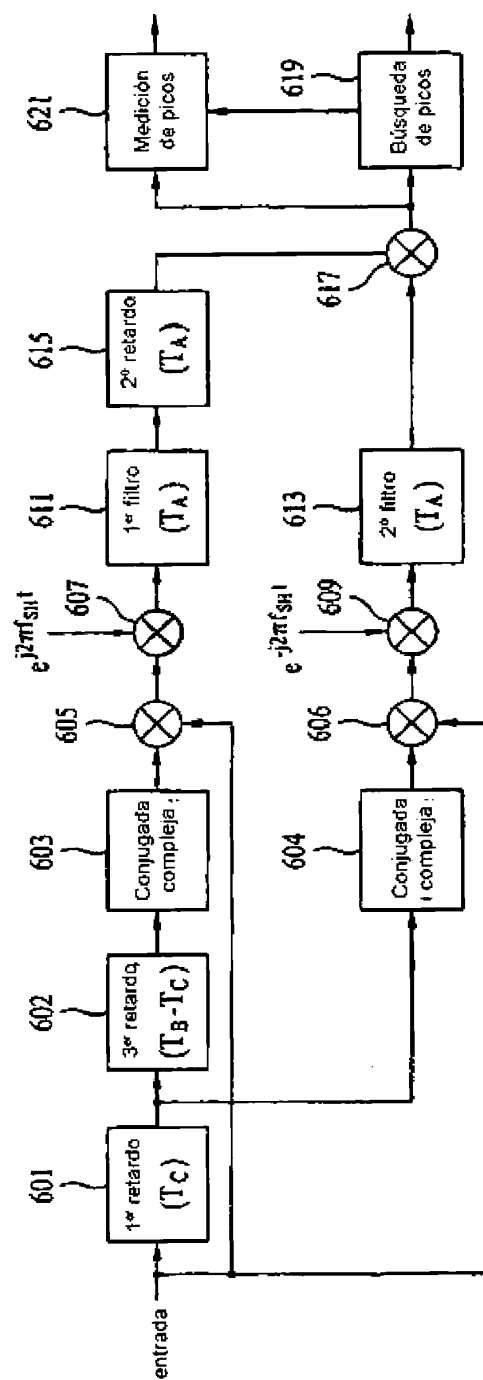 entrada
601
1er retardo
(TC)
602
3er retardo,
(TB-TC)
603
Conjugada
compleja
605
607
e^j2πfSHt
611
1er filtro
(TA)
615
2º retardo
(TA)
621
Medición
de picos
604
Conjugada
compleja
606
609
e^-j2πfSHt
613
2º filtro
(TA)
617
619
Búsqueda
de picos